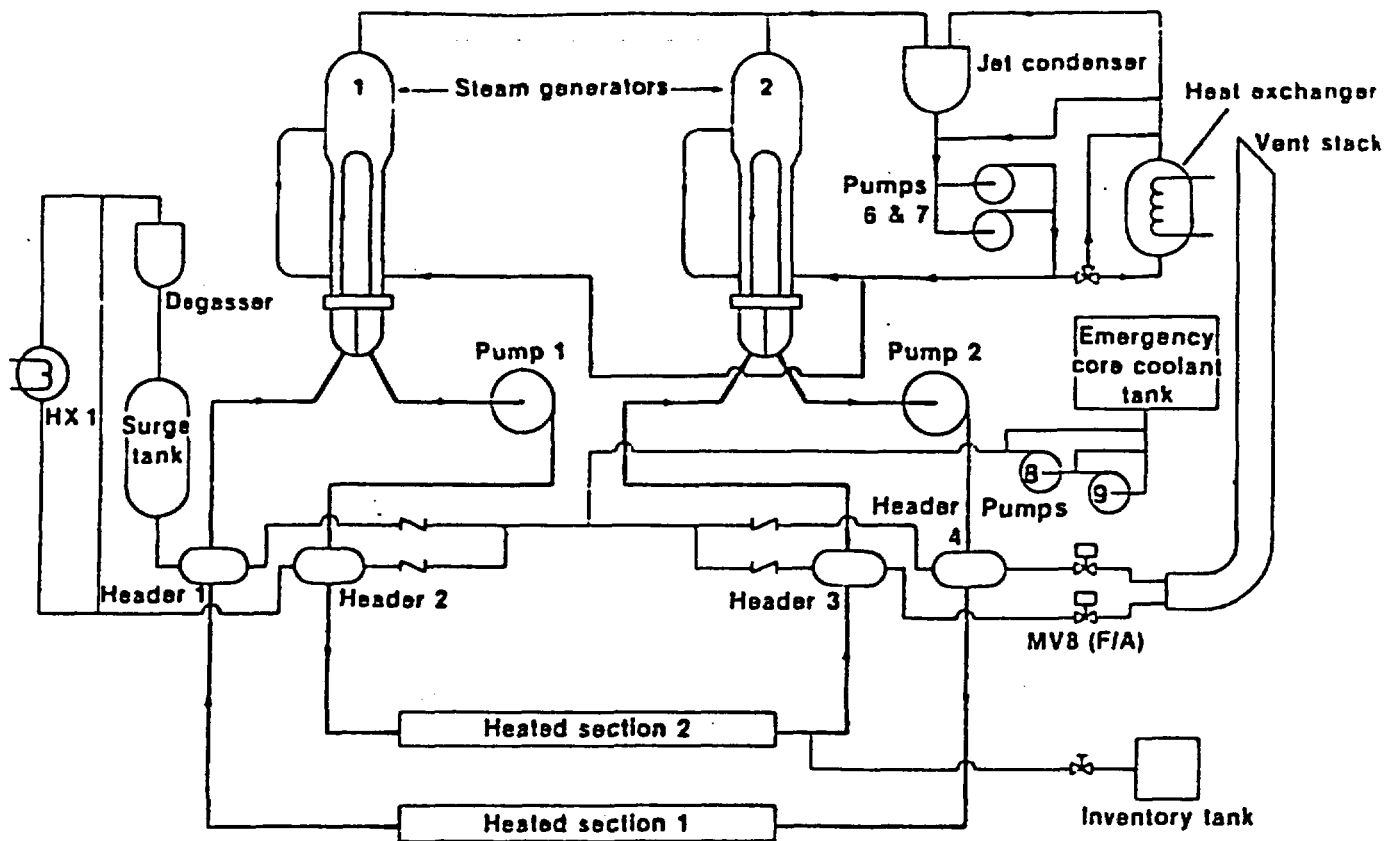 1
Steam generators
2
Jet condenser
Heat exchanger
Vent stack
Pumps
6 & 7
Degasser
HX 1
Surge
tank
Pump 1
Pump 2
Emergency
core coolant
tank
8
9
Pumps
Header
4
Header 1
Header 2
Header 3
MV8 (F/A)
Heated section 2
Heated section 1
Inventory tank